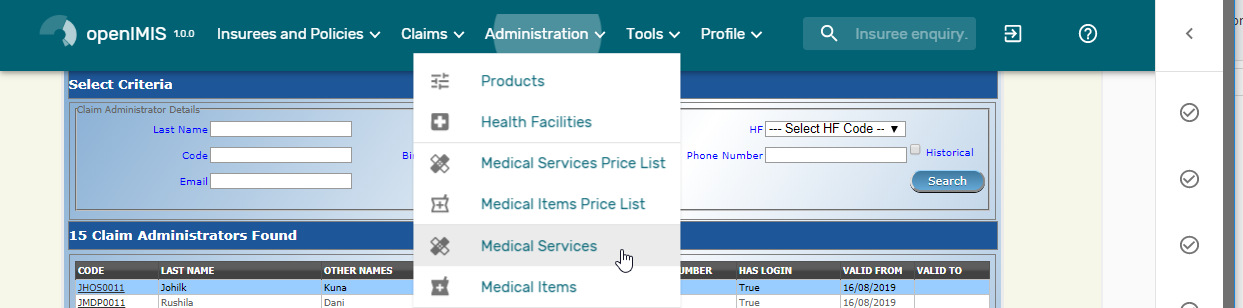 openIMIS 1.0.0 Insurees and Policies Claims Administration Tools Profile Insuree enquiry.
Select Criteria
Products
Claim Administrator Details
Health Facilities
Last Name HF --- Select HF Code --
Code Medical Services Price List Phone Number Historical
Email Medical Items Price List Search
15 Claim Administrators Found
Medical Services
CODE LAST NAME OTHER NAMES HAS LOGIN VALID FROM VALID TO
JHOS0011 Johilk Kuna Medical Items True 16/08/2019
JMDP0011 Rushila Dani True 16/08/2019